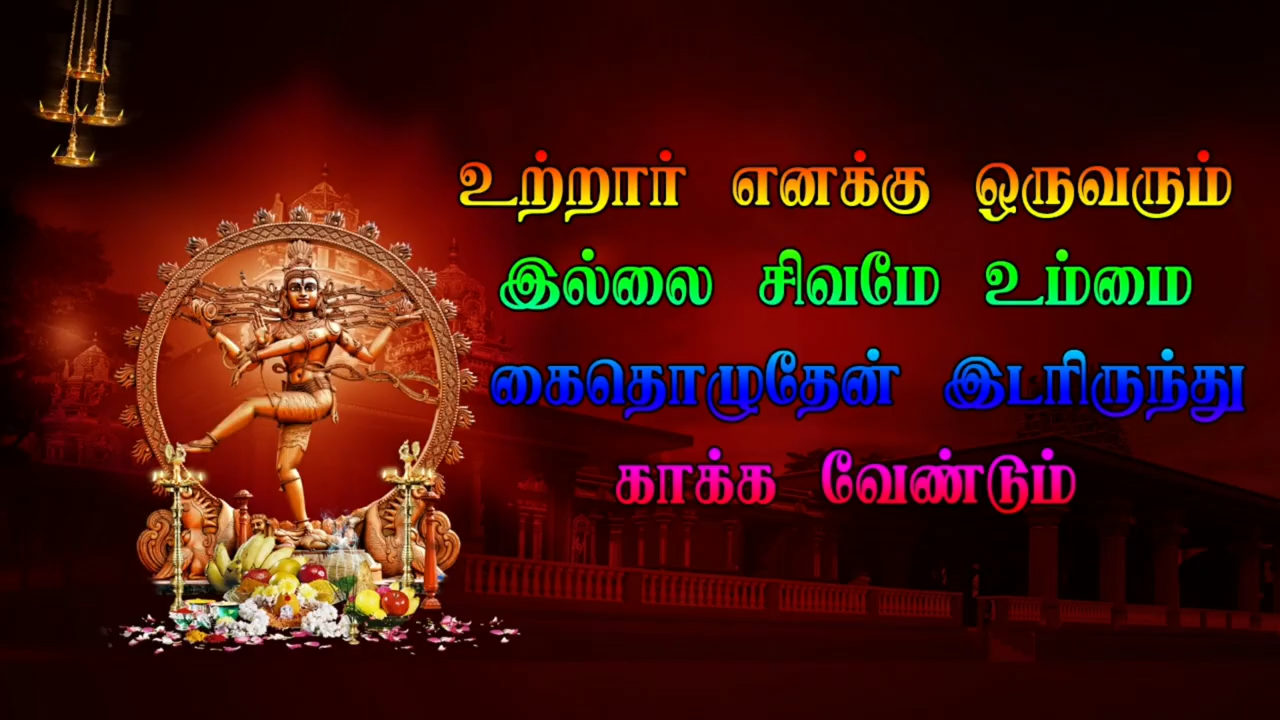 உற்றார் எனக்கு ஒருவரும்
இல்லை சிவமே உம்மை
கைதொழுதேன் இடரிருந்து
காக்க வேண்டும்